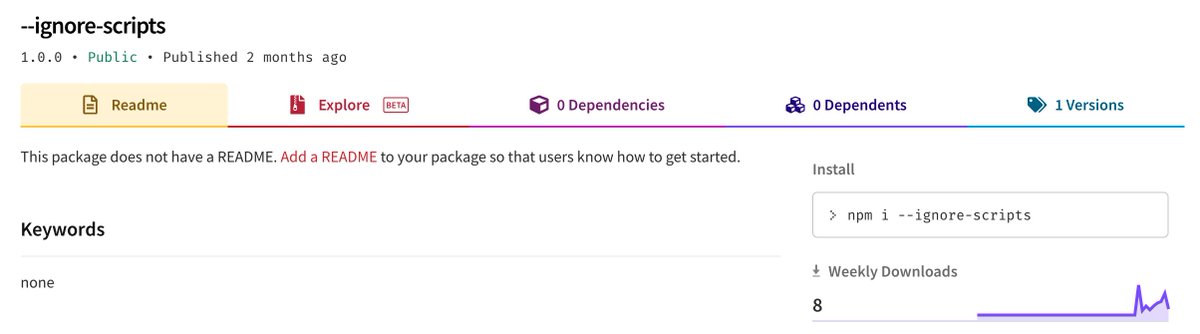 --ignore-scripts
1.0.0 • Public • Published 2 months ago
Readme
Explore BETA
0 Dependencies
0 Dependents
1 Versions
This package does not have a README. Add a README to your package so that users know how to get started.
Keywords
none
Install
> npm i --ignore-scripts
Weekly Downloads
8